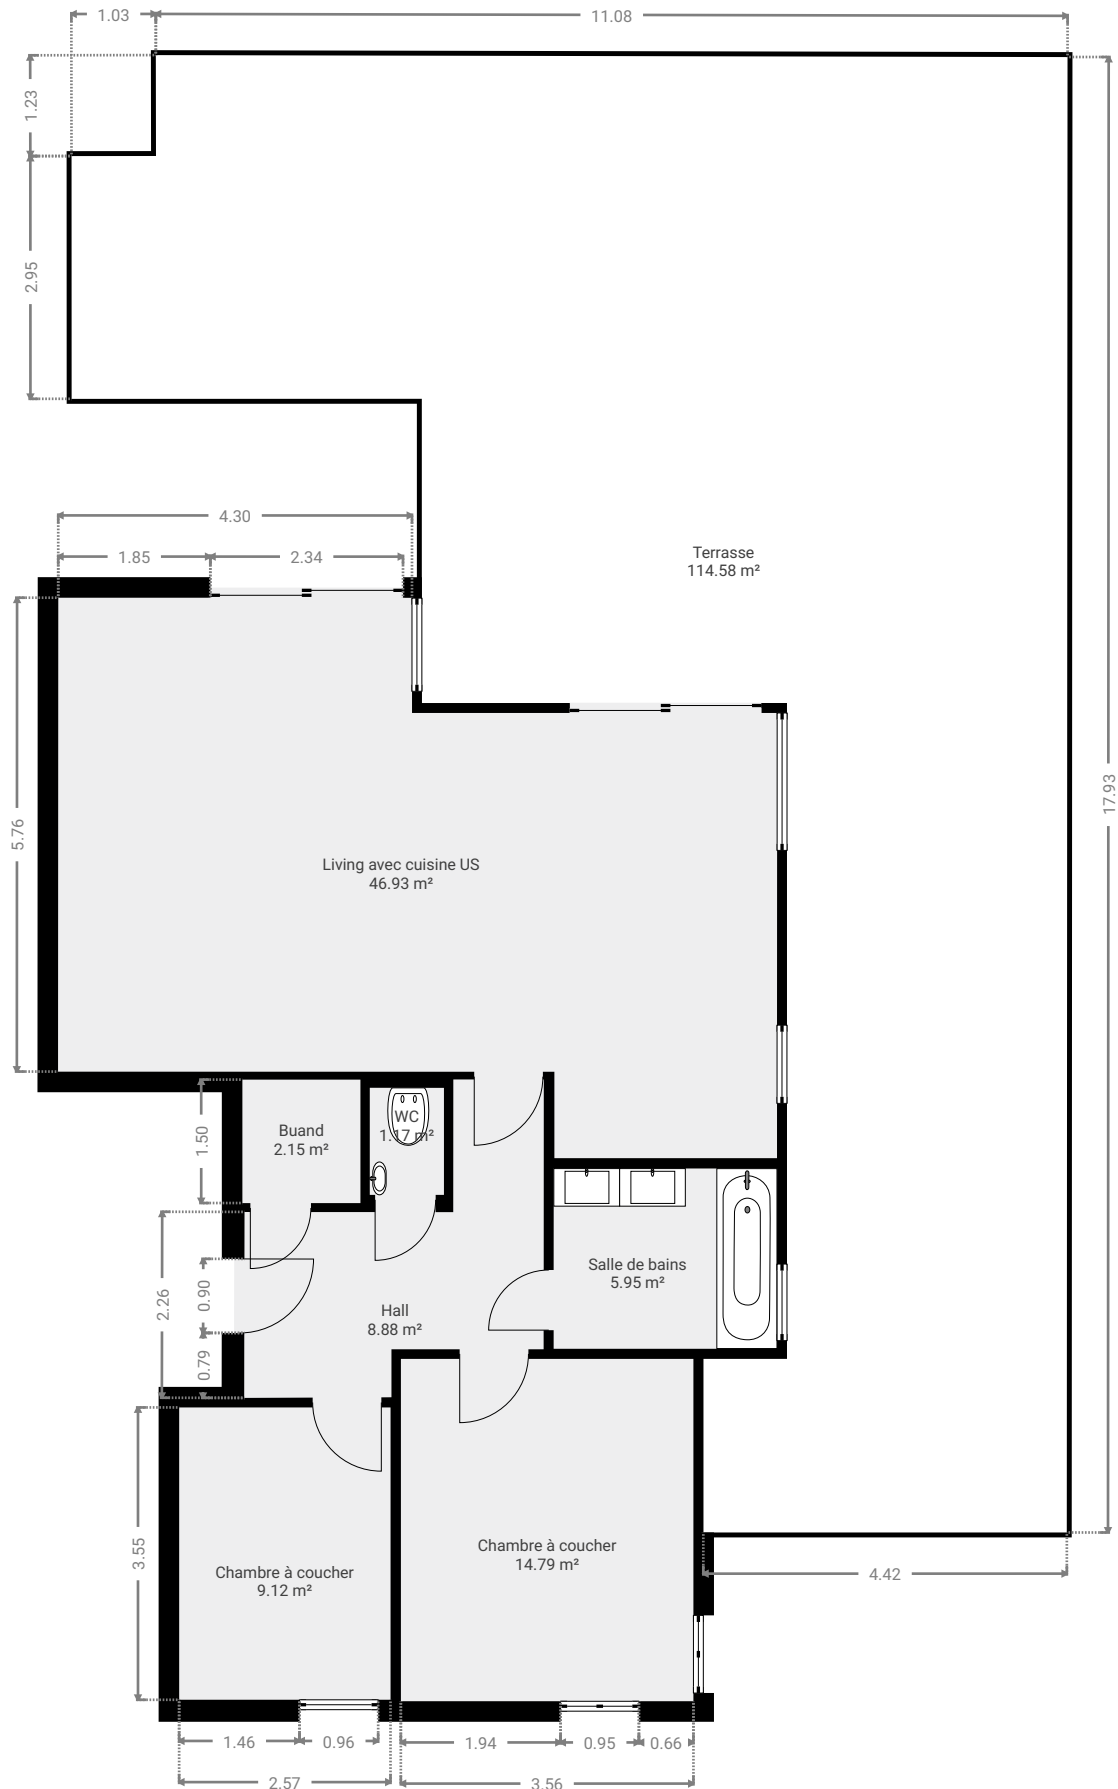 1.03
11.08
1.23
2.95
4.30
1.85
2.34
Terrasse
114.58 m²
17.93
5.76
Living avec cuisine US
46.93 m²
1.50
Buand
2.15 m²
WC
1.17 m²
2.26
0.90
0.79
Hall
8.88 m²
Salle de bains
5.95 m²
3.55
Chambre à coucher
9.12 m²
Chambre à coucher
14.79 m²
4.42
1.46
0.96
1.94
0.95
0.66
2.57
3.56